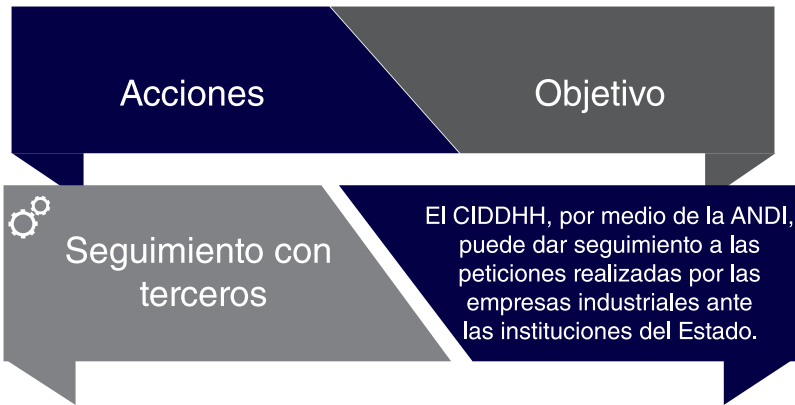 Acciones
Objetivo
Seguimiento con
terceros
El CIDDHH, por medio de la ANDI,
puede dar seguimiento a las
peticiones realizadas por las
empresas industriales ante
las instituciones del Estado.